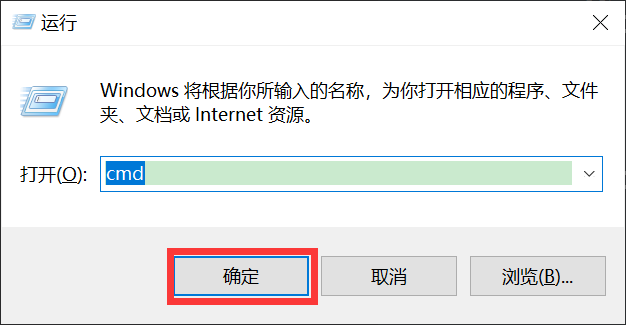 运行
Windows 将根据你所输入的名称，为你打开相应的程序、文件
夹、文档或 Internet 资源。
打开(O): cmd
确定 取消 浏览(B)...